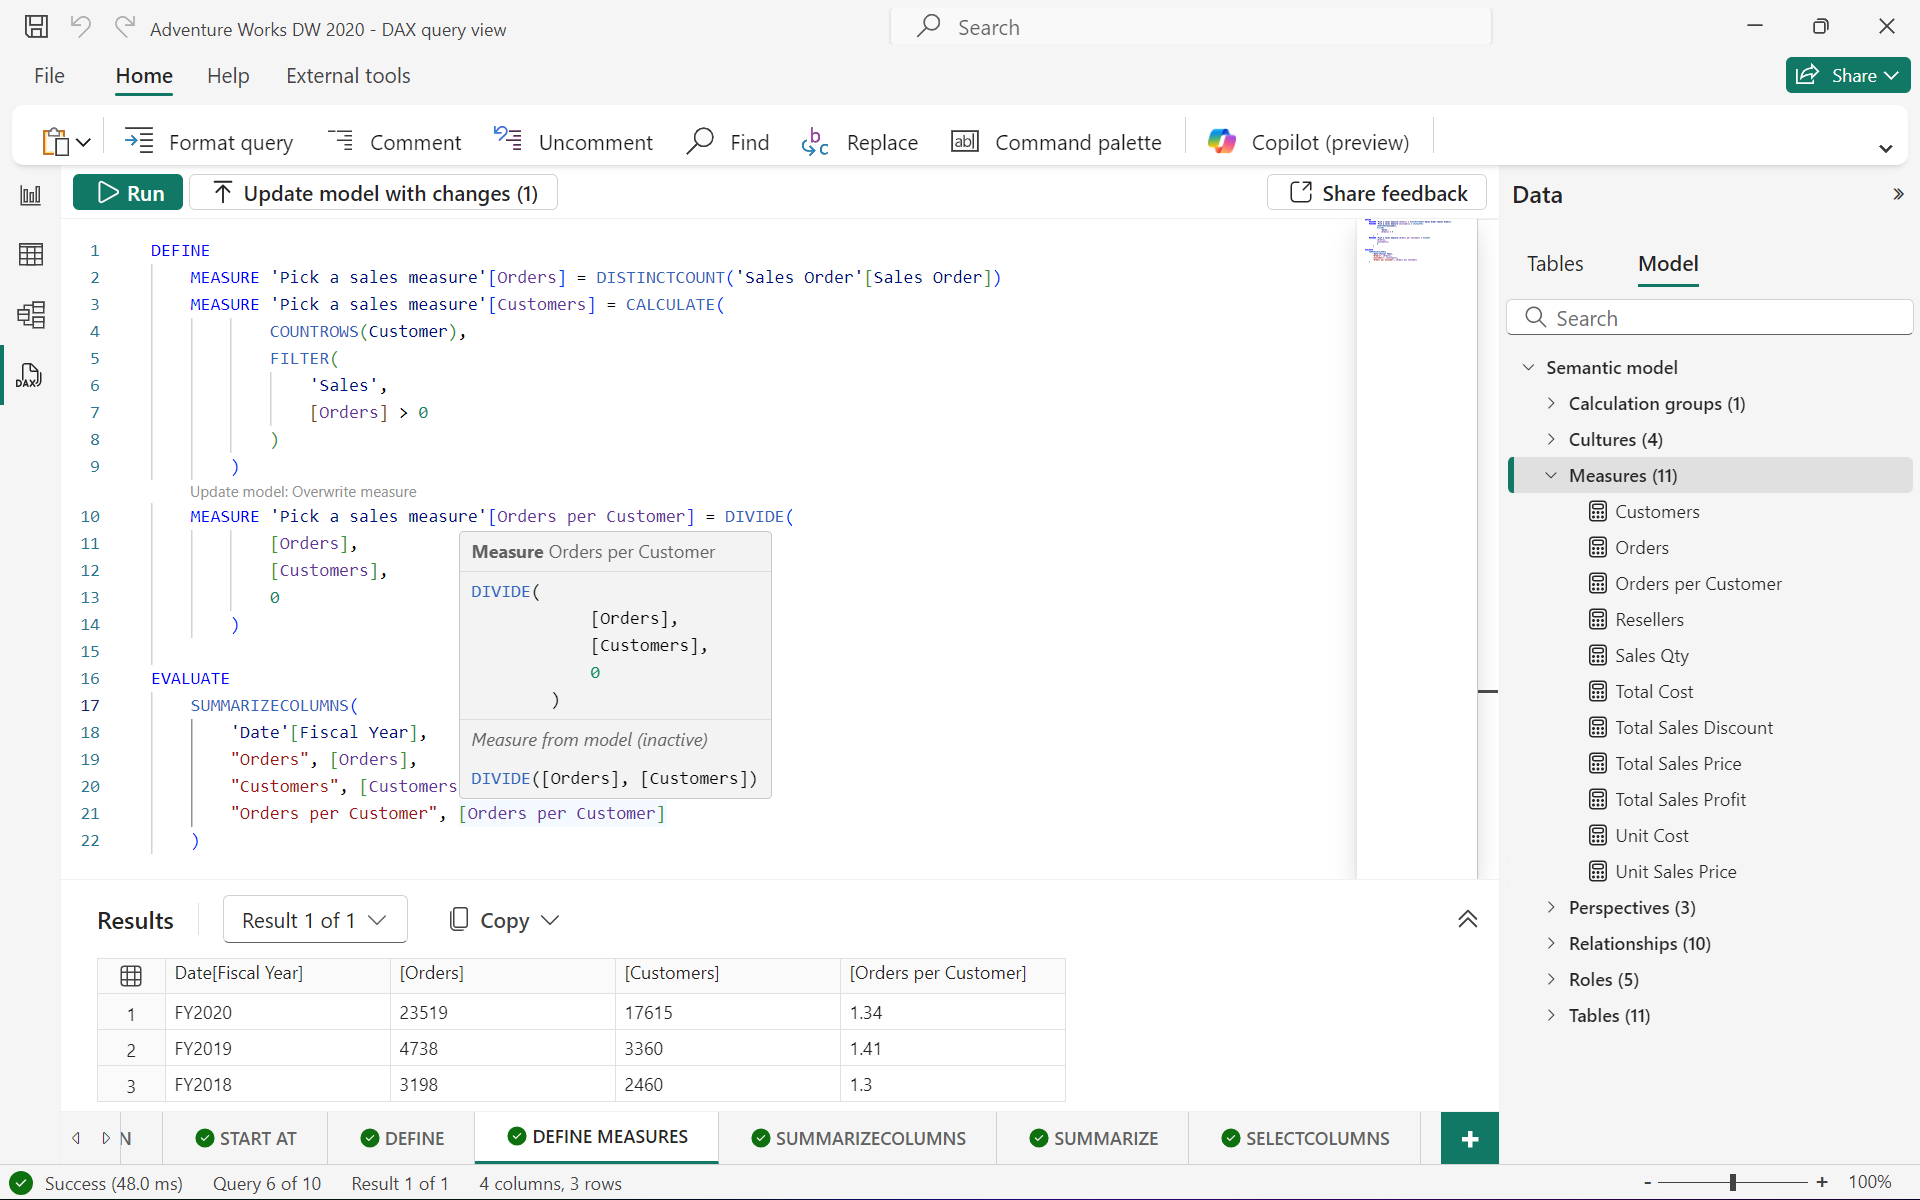 Adventure Works DW 2020 - DAX query view
Search
File Home Help External tools
Share
Format query Comment Uncomment Find Replace Command palette Copilot (preview)
Run Update model with changes (1) Share feedback
1 DEFINE
2 MEASURE 'Pick a sales measure'[Orders] = DISTINCTCOUNT('Sales Order'[Sales Order])
3 MEASURE 'Pick a sales measure'[Customers] = CALCULATE(
4 COUNTROWS(Customer),
5 FILTER(
6 'Sales',
7 [Orders] > 0
8 )
9 )
Update model: Overwrite measure
10 MEASURE 'Pick a sales measure'[Orders per Customer] = DIVIDE(
11 [Orders],
12 [Customers],
13 0
14 )
15
16 EVALUATE
17 SUMMARIZECOLUMNS(
18 'Date'[Fiscal Year],
19 "Orders", [Orders],
20 "Customers", [Customers
21 "Orders per Customer", [Orders per Customer]
22 )
Measure Orders per Customer
DIVIDE(
[Orders],
[Customers],
0
)
Measure from model (inactive)
DIVIDE([Orders], [Customers])
Results Result 1 of 1 Copy
Date[Fiscal Year] [Orders] [Customers] [Orders per Customer]
1 FY2020 23519 17615 1.34
2 FY2019 4738 3360 1.41
3 FY2018 3198 2460 1.3
N START AT DEFINE DEFINE MEASURES SUMMARIZECOLUMNS SUMMARIZE SELECTCOLUMNS +
Success (48.0 ms) Query 6 of 10 Result 1 of 1 4 columns, 3 rows
- + 100%
Data
Tables Model
Search
Semantic model
Calculation groups (1)
Cultures (4)
Measures (11)
Customers
Orders
Orders per Customer
Resellers
Sales Qty
Total Cost
Total Sales Discount
Total Sales Price
Total Sales Profit
Unit Cost
Unit Sales Price
Perspectives (3)
Relationships (10)
Roles (5)
Tables (11)
DAX